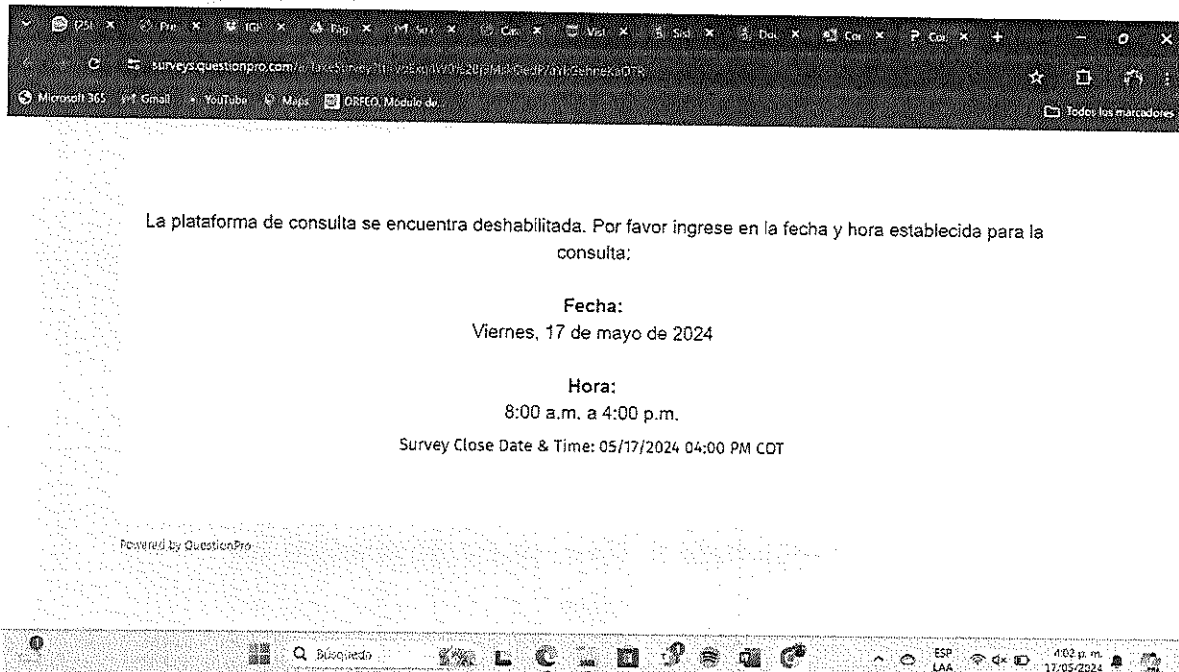 surveys.questionpro.com
Microsoft 365 Gmail YouTube Maps ORFEO, Módulo de...
Todos los marcadores
La plataforma de consulta se encuentra deshabilitada. Por favor ingrese en la fecha y hora establecida para la
consulta:
Fecha:
Viernes, 17 de mayo de 2024
Hora:
8:00 a.m. a 4:00 p.m.
Survey Close Date & Time: 05/17/2024 04:00 PM CDT
Powered by QuestionPro
Búsqueda
ESP
LAA
4:02 p. m.
17/05/2024